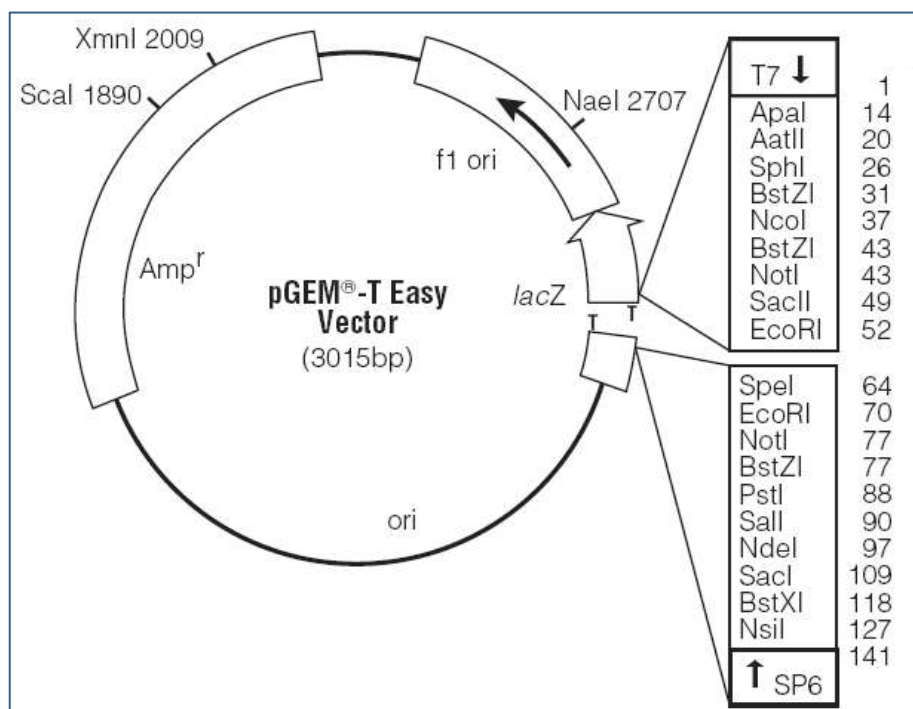 XmnI 2009
ScaI 1890
NaeI 2707
f1 ori
Ampʳ
pGEM®-T Easy
Vector
(3015bp)
lacZ
T
T
ori
T7 ↓
1
ApaI 14
AatII 20
SphI 26
BstZI 31
NcoI 37
BstZI 43
NotI 43
SacII 49
EcoRI 52
SpeI 64
EcoRI 70
NotI 77
BstZI 77
PstI 88
SalI 90
NdeI 97
SacI 109
BstXI 118
NsiI 127
141
↑ SP6